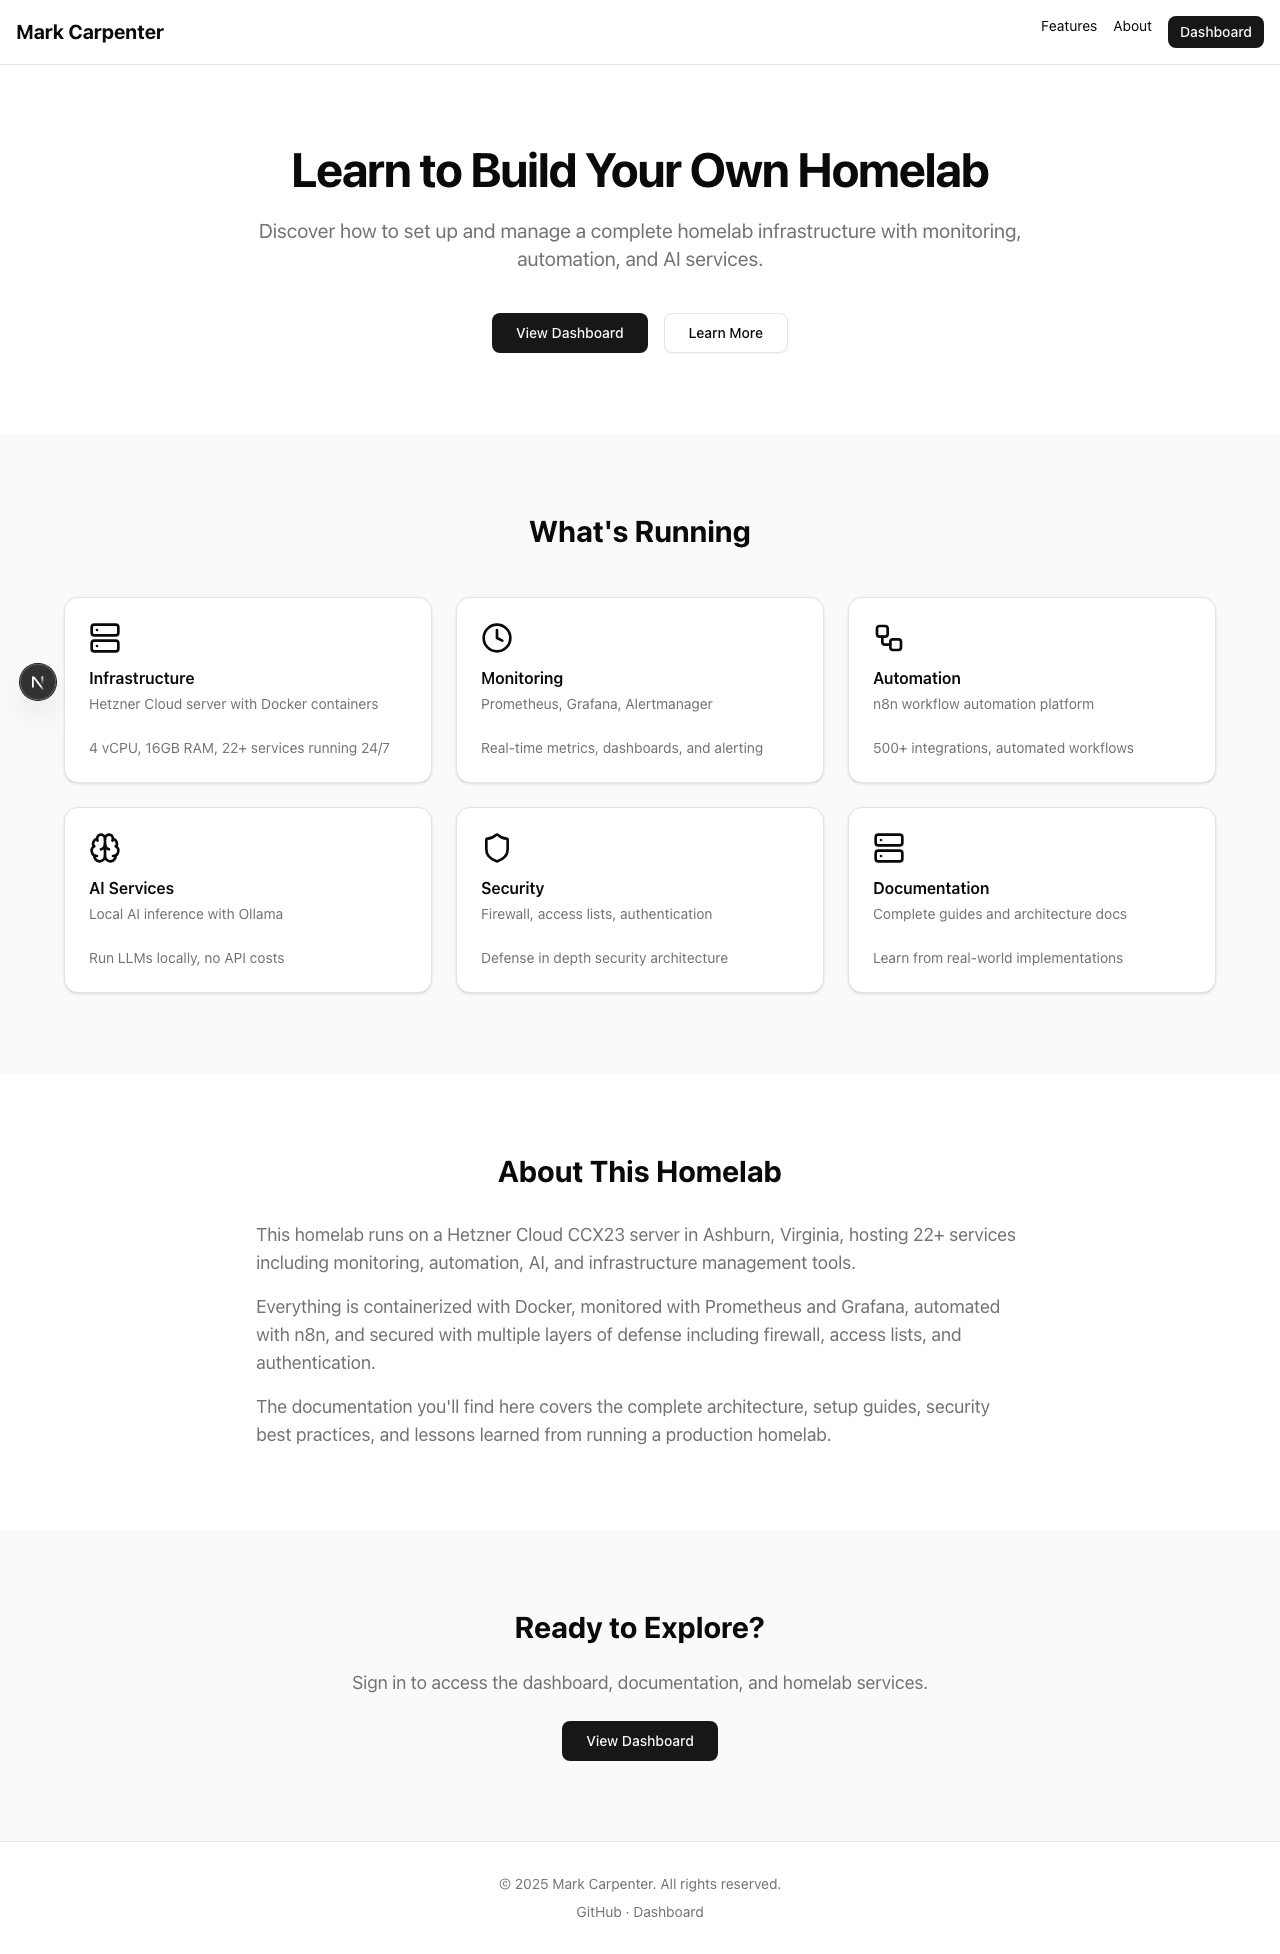 Mark Carpenter
Features
About
Dashboard
Learn to Build Your Own Homelab
Discover how to set up and manage a complete homelab infrastructure with monitoring,
automation, and AI services.
View Dashboard
Learn More
What's Running
Infrastructure
Hetzner Cloud server with Docker containers
4 vCPU, 16GB RAM, 22+ services running 24/7
Monitoring
Prometheus, Grafana, Alertmanager
Real-time metrics, dashboards, and alerting
Automation
n8n workflow automation platform
500+ integrations, automated workflows
N
AI Services
Local AI inference with Ollama
Run LLMs locally, no API costs
Security
Firewall, access lists, authentication
Defense in depth security architecture
Documentation
Complete guides and architecture docs
Learn from real-world implementations
About This Homelab
This homelab runs on a Hetzner Cloud CCX23 server in Ashburn, Virginia, hosting 22+ services
including monitoring, automation, AI, and infrastructure management tools.
Everything is containerized with Docker, monitored with Prometheus and Grafana, automated
with n8n, and secured with multiple layers of defense including firewall, access lists, and
authentication.
The documentation you'll find here covers the complete architecture, setup guides, security
best practices, and lessons learned from running a production homelab.
Ready to Explore?
Sign in to access the dashboard, documentation, and homelab services.
View Dashboard
© 2025 Mark Carpenter. All rights reserved.
GitHub · Dashboard